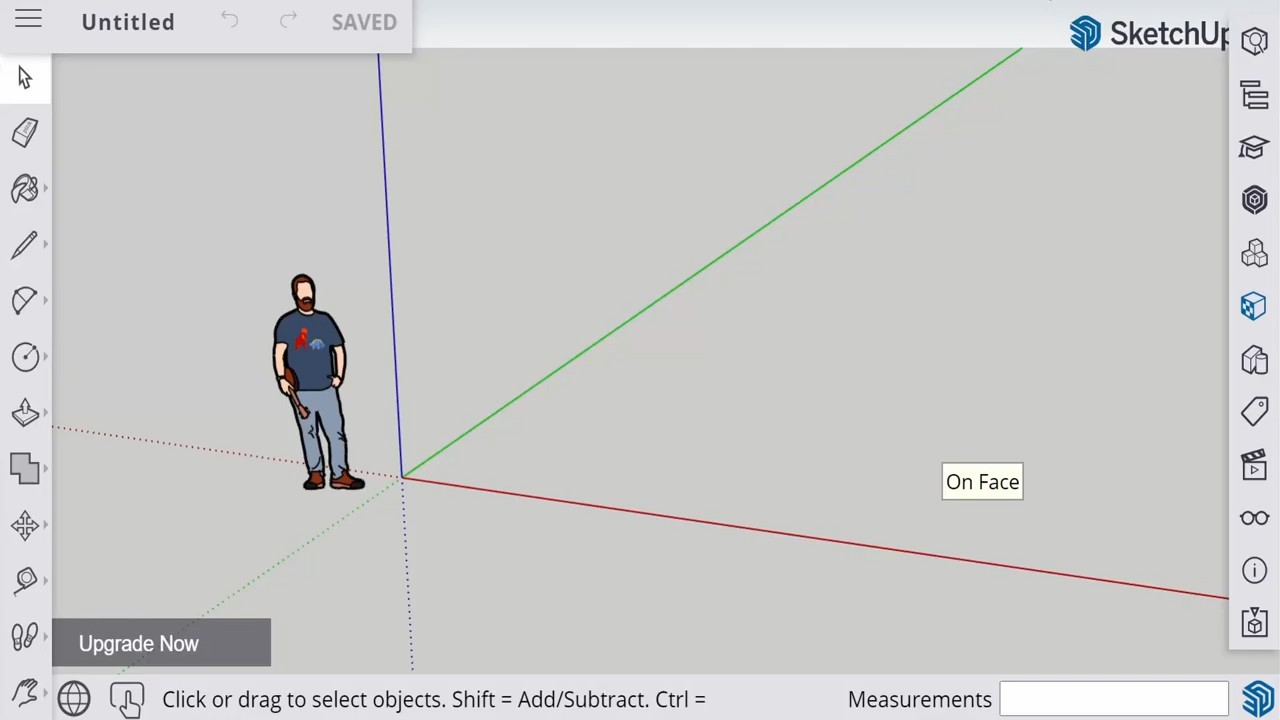 Untitled
SAVED
SketchUp
On Face
Upgrade Now
Click or drag to select objects. Shift = Add/Subtract. Ctrl =
Measurements